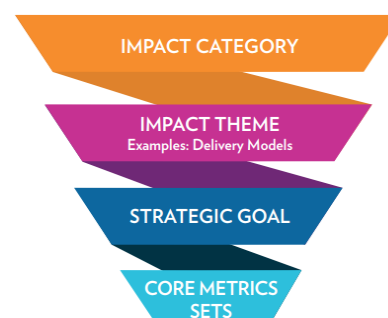 IMPACT CATEGORY
IMPACT THEME
Examples: Delivery Models
STRATEGIC GOAL
CORE METRICS
SETS